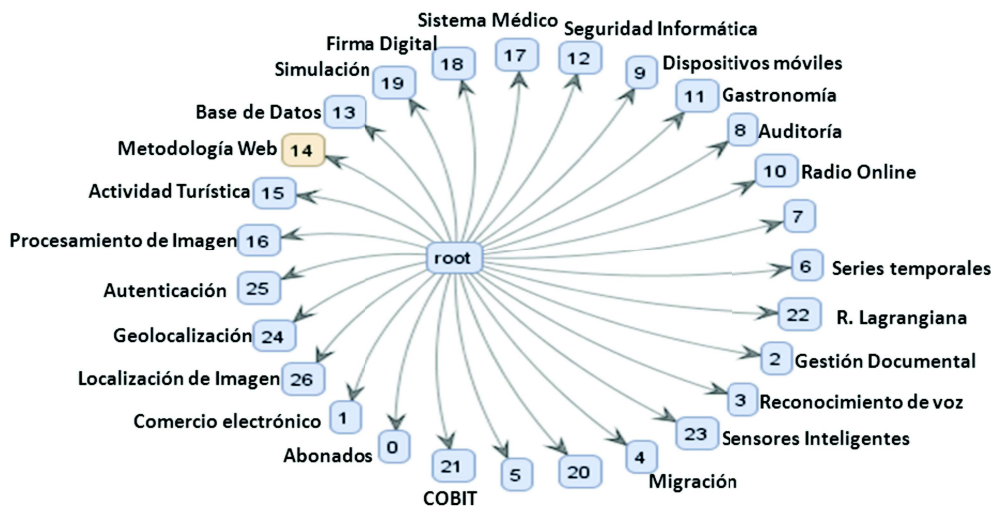 Sistema Médico
17
Seguridad Informática
12
Firma Digital
18
Dispositivos móviles
9
Simulación
19
Gastronomía
11
Base de Datos
13
Auditoría
8
Metodología Web
14
Radio Online
10
Actividad Turística
15
7
Procesamiento de Imagen
16
root
Series temporales
6
Autenticación
25
R. Lagrangiana
22
Geolocalización
24
Gestión Documental
2
Localización de Imagen
26
Reconocimiento de voz
3
Comercio electrónico
1
Sensores Inteligentes
23
Abonados
0
COBIT
21
5
20
Migración
4